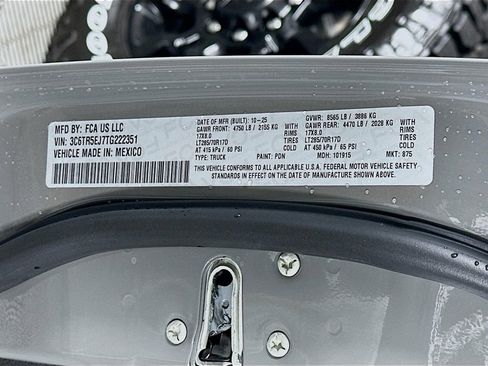 MFD BY: FCA US LLC
VIN: 3C6TR5EJ7TG222351
VEHICLE MADE IN: MEXICO
DATE OF MFR (BUILT): 10-25 GVWR: 8565 LB / 3886 KG
GAWR FRONT: 4750 LB / 2155 KG WITH GAWR REAR: 4470 LB / 2028 KG WITH
17X8.0 RIMS 17X8.0 RIMS
LT285/70R17D TIRES LT285/70R17D TIRES
AT 415 kPa / 60 PSI COLD AT 450 kPa / 65 PSI COLD
TYPE: TRUCK PAINT: PDN MDH: 101915 MKT: 875
THIS VEHICLE CONFORMS TO ALL APPLICABLE U.S.A. FEDERAL MOTOR VEHICLE SAFETY
STANDARDS IN EFFECT ON THE DATE OF MANUFACTURE SHOWN ABOVE